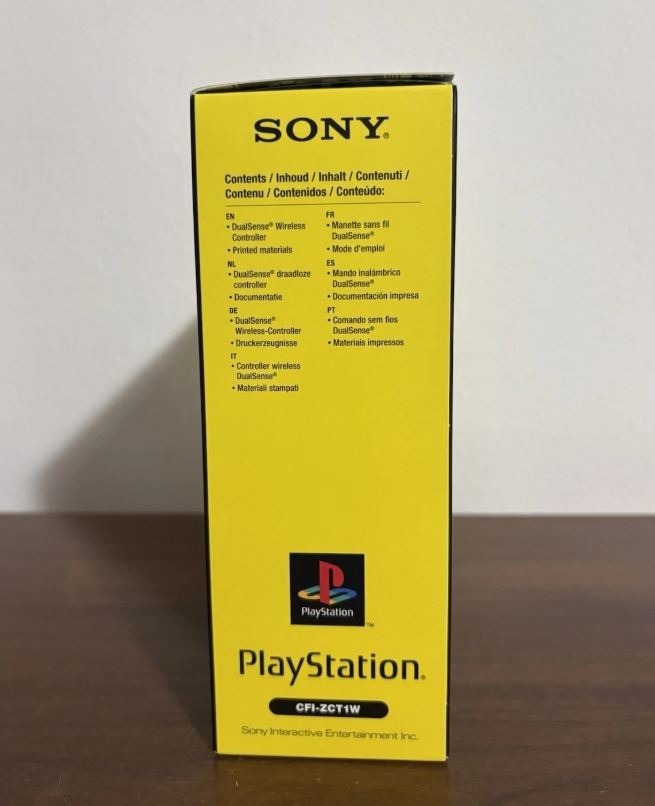 SONY®
Contents / Inhoud / Inhalt / Contenuti /
Contenu / Contenidos / Conteúdo:
EN
• DualSense® Wireless
Controller
• Printed materials
NL
• DualSense® draadloze
controller
• Documentatie
DE
• DualSense®
Wireless-Controller
• Druckerzeugnisse
IT
• Controller wireless
DualSense®
• Materiali stampati
FR
• Manette sans fil
DualSense®
• Mode d'emploi
ES
• Mando inalámbrico
DualSense®
• Documentación impresa
PT
• Comando sem fios
DualSense®
• Materiais impressos
PlayStation
TM
PlayStation®
CFI-ZCT1W
Sony Interactive Entertainment Inc.